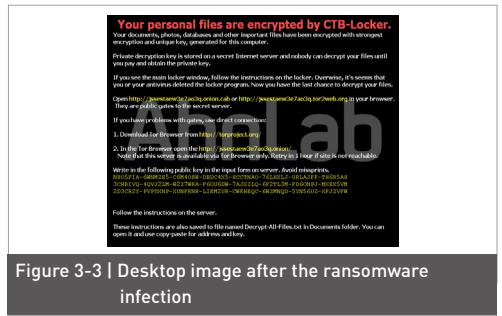 Your personal files are encrypted by CTB-Locker.
Your documents, photos, databases and other important files have been encrypted with strongest
encryption and unique key, generated for this computer.
Private decryption key is stored on a secret Internet server and nobody can decrypt your files until
you pay and obtain the private key.
If you see the main locker window, follow the instructions on the locker. Overwise, it's seems that
you or your antivirus deleted the locker program. Now you have the last chance to decrypt your files.
Open http://jssestaew3e7ao3q.onion.cab or http://jssestaew3e7ao3q.tor2web.org in your browser.
They are public gates to the secret server.
If you have problems with gates, use direct connection:
1. Download Tor Browser from http://torproject.org/
2. In the Tor Browser open the http://jssestaew3e7ao3q.onion/
Note that this server is available via Tor Browser only. Retry in 1 hour if site is not reachable.
Write in the following public key in the input form on server. Avoid missprints.
Follow the instructions on the server.
These instructions are also saved to file named Decrypt-All-Files.txt in Documents folder. You can
open it and use copy-paste for address and key.
AhnLab
Figure 3-3 | Desktop image after the ransomware
infection